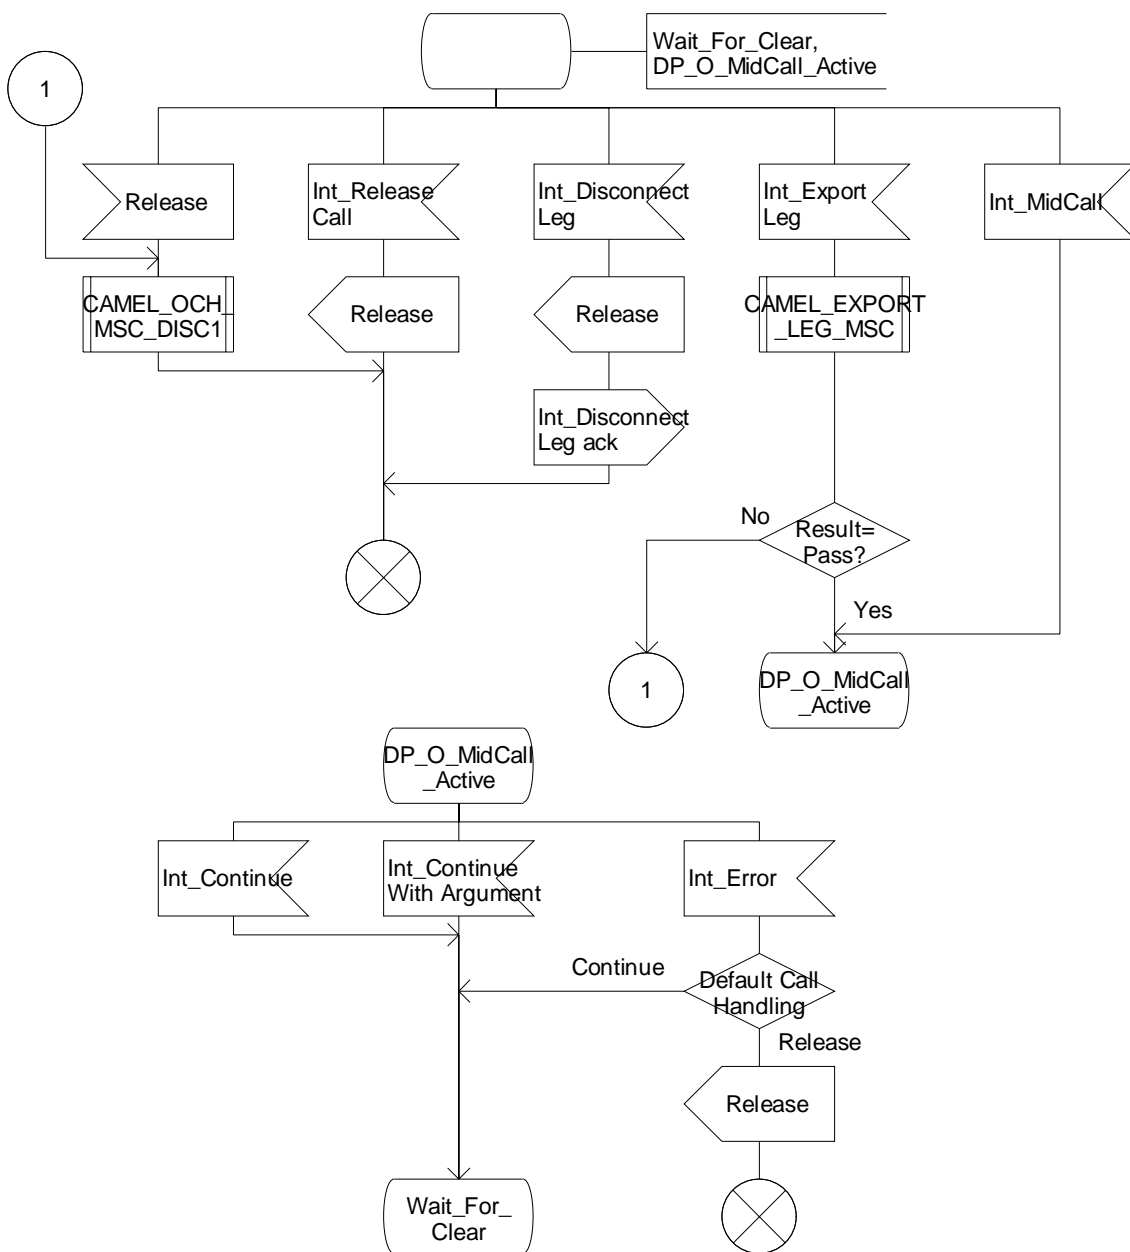 Wait_For_Clear,
DP_O_MidCall_Active
1
Release
Int_Release
Call
Int_Disconnect
Leg
Int_Export
Leg
Int_MidCall
CAMEL_OCH_
MSC_DISC1
Release
Release
CAMEL_EXPORT
_LEG_MSC
Int_Disconnect
Leg ack
No
Result=
Pass?
Yes
1
DP_O_MidCall
_Active
DP_O_MidCall
_Active
Int_Continue
Int_Continue
With Argument
Int_Error
Continue
Default Call
Handling
Release
Release
Wait_For_
Clear